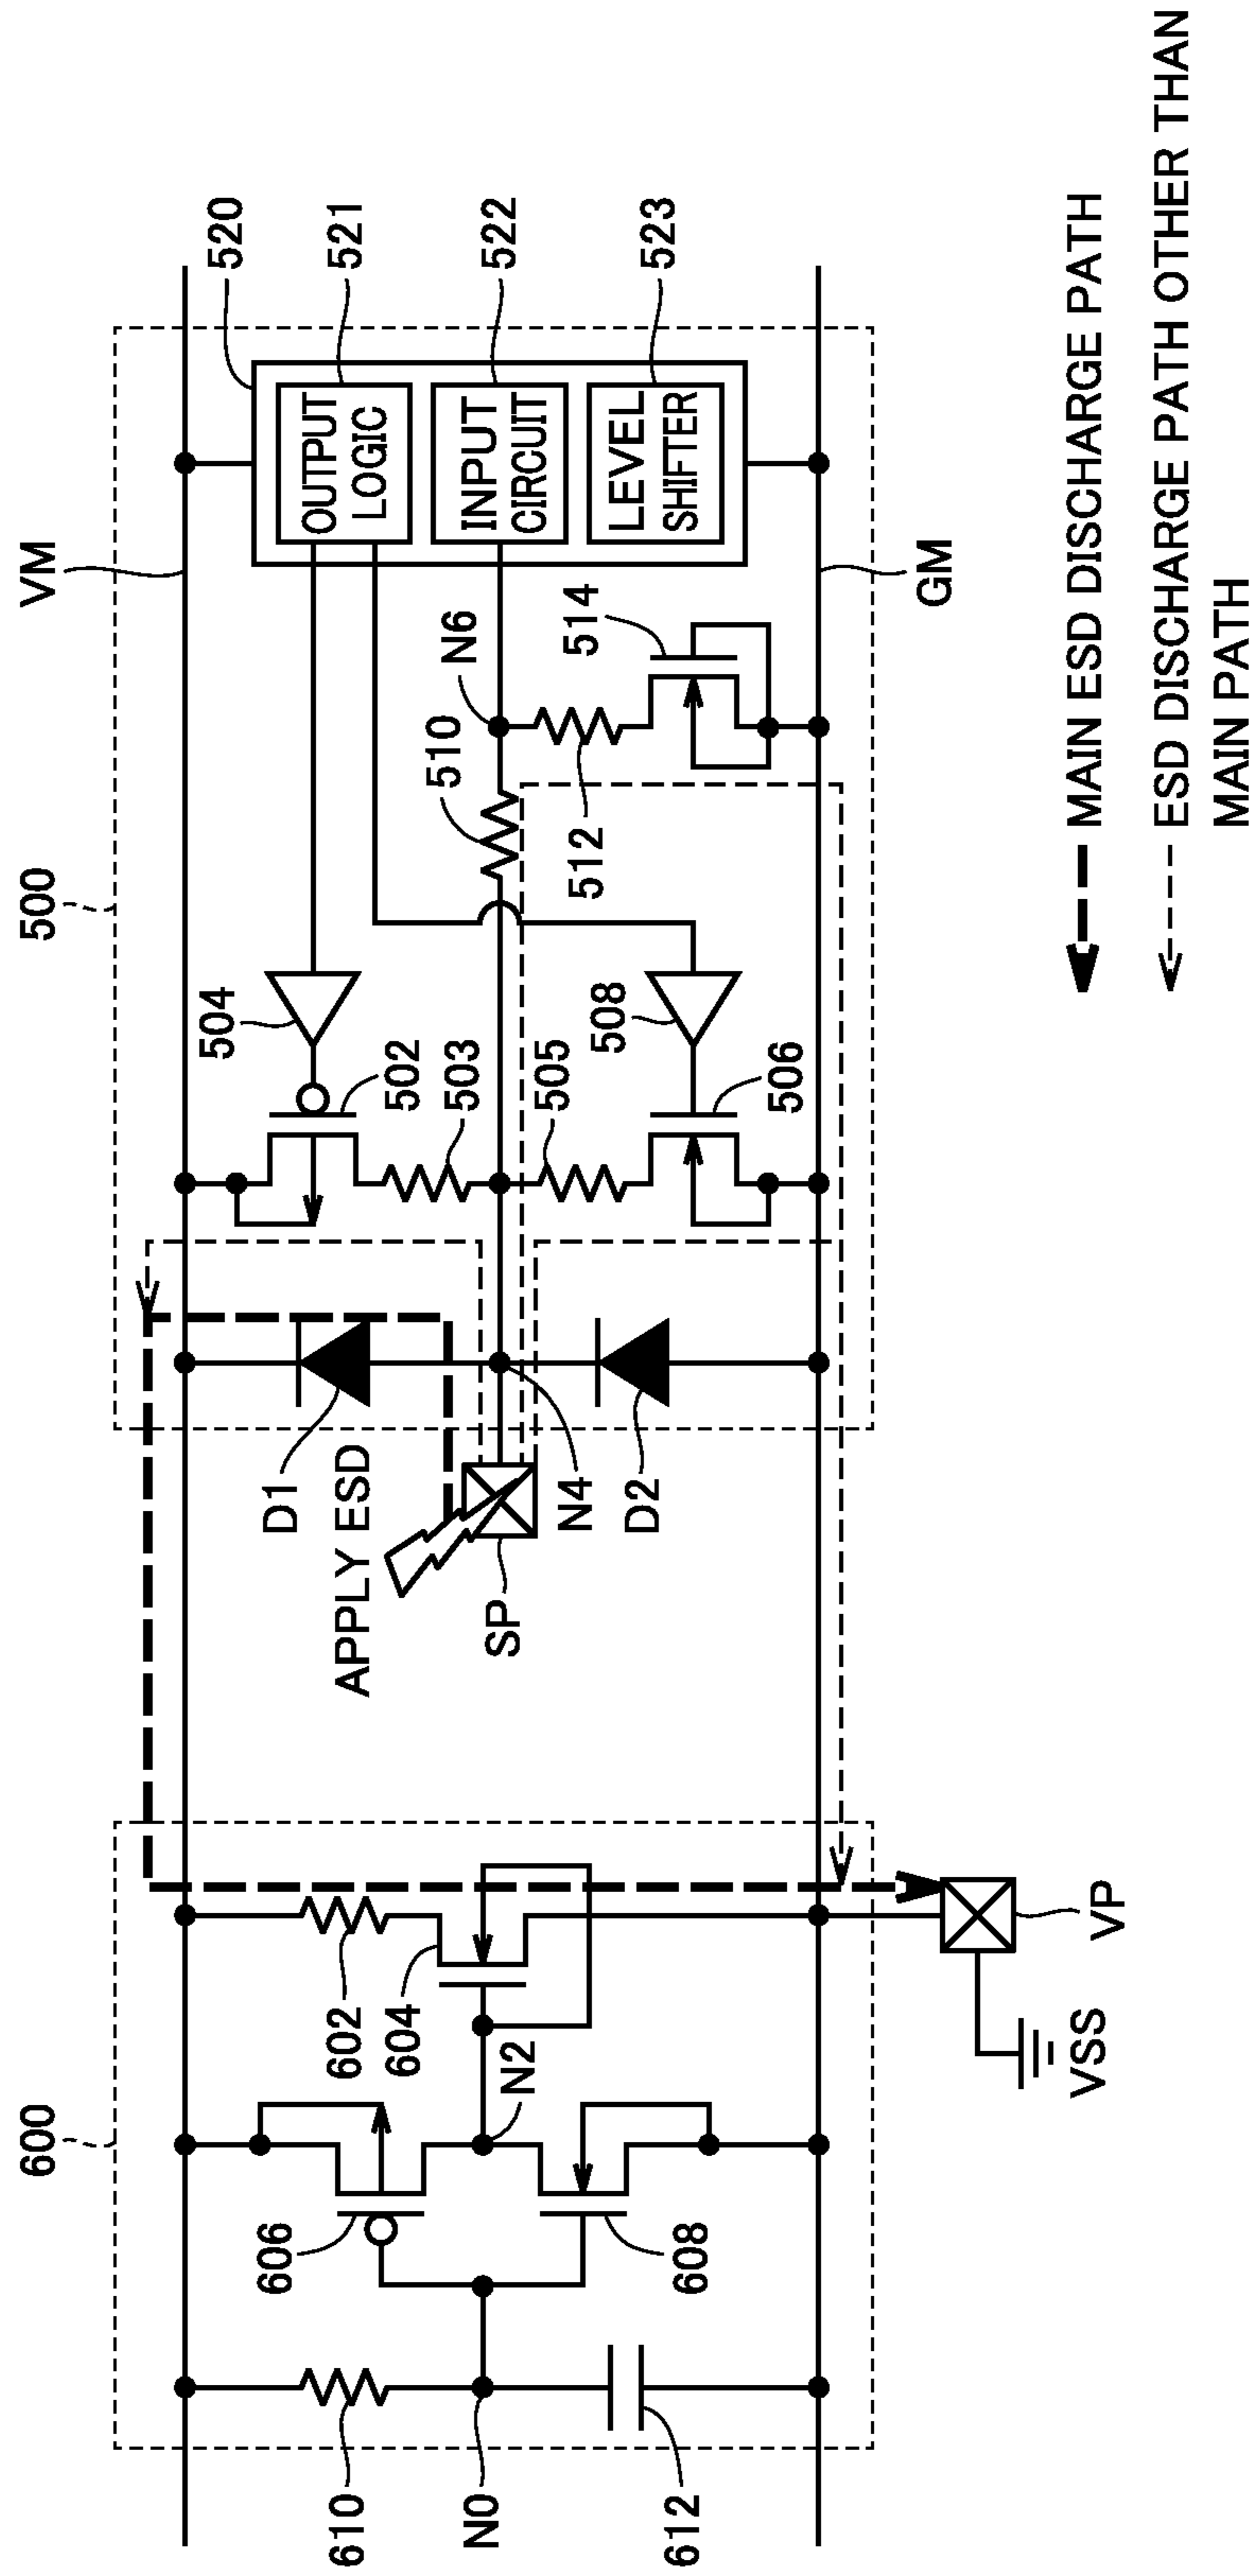 600
500
VM
520
521
522
523
OUTPUT
LOGIC
INPUT
CIRCUIT
LEVEL
SHIFTER
504
502
503
505
508
506
510
N6
512
514
D1
APPLY ESD
SP
N4
D2
602
604
606
N2
608
610
N0
612
GM
VP
VSS
MAIN ESD DISCHARGE PATH
ESD DISCHARGE PATH OTHER THAN
MAIN PATH